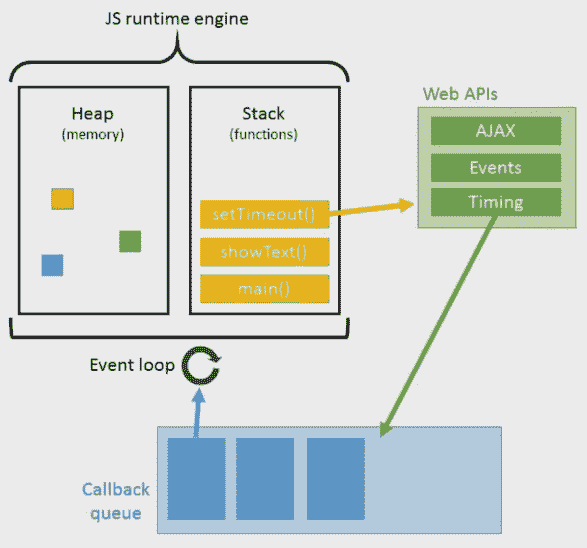 JS runtime engine
Heap
(memory)
Stack
(functions)
setTimeout()
showText()
main()
Web APIs
AJAX
Events
Timing
Event loop
Callback
queue